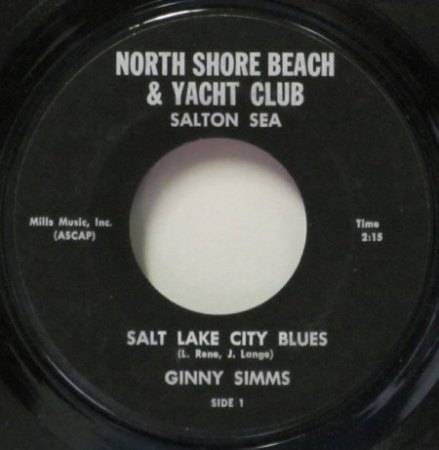 NORTH SHORE BEACH
& YACHT CLUB
SALTON SEA
Mills Music, Inc.
(ASCAP)
Time
2:15
SALT LAKE CITY BLUES
(L. Rene, J. Lange)
GINNY SIMMS
SIDE 1